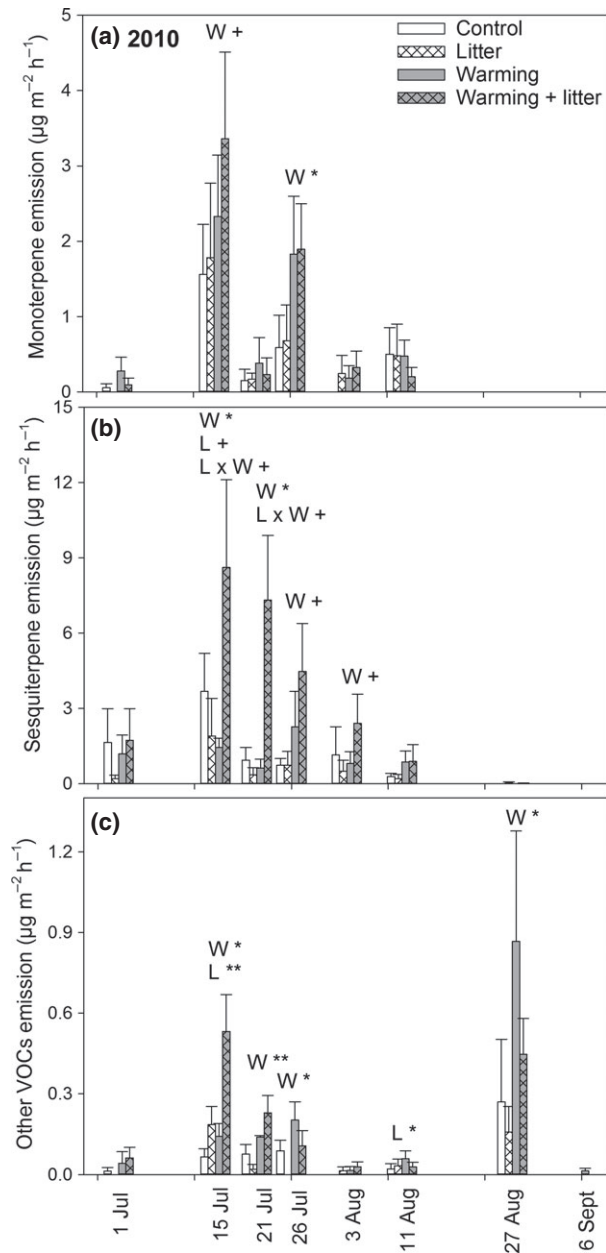 (a) 2010
W +
Control
Litter
Warming
Warming + litter
W *
5
4
3
2
1
0
Monoterpene emission (µg m⁻² h⁻¹)
(b)
W *
L +
L x W +
W *
L x W +
W +
W +
15
12
9
6
3
0
Sesquiterpene emission (µg m⁻² h⁻¹)
(c)
W *
W *
L **
W **
W *
L *
1.2
0.9
0.6
0.3
0.0
Other VOCs emission (µg m⁻² h⁻¹)
1 Jul
15 Jul
21 Jul
26 Jul
3 Aug
11 Aug
27 Aug
6 Sept